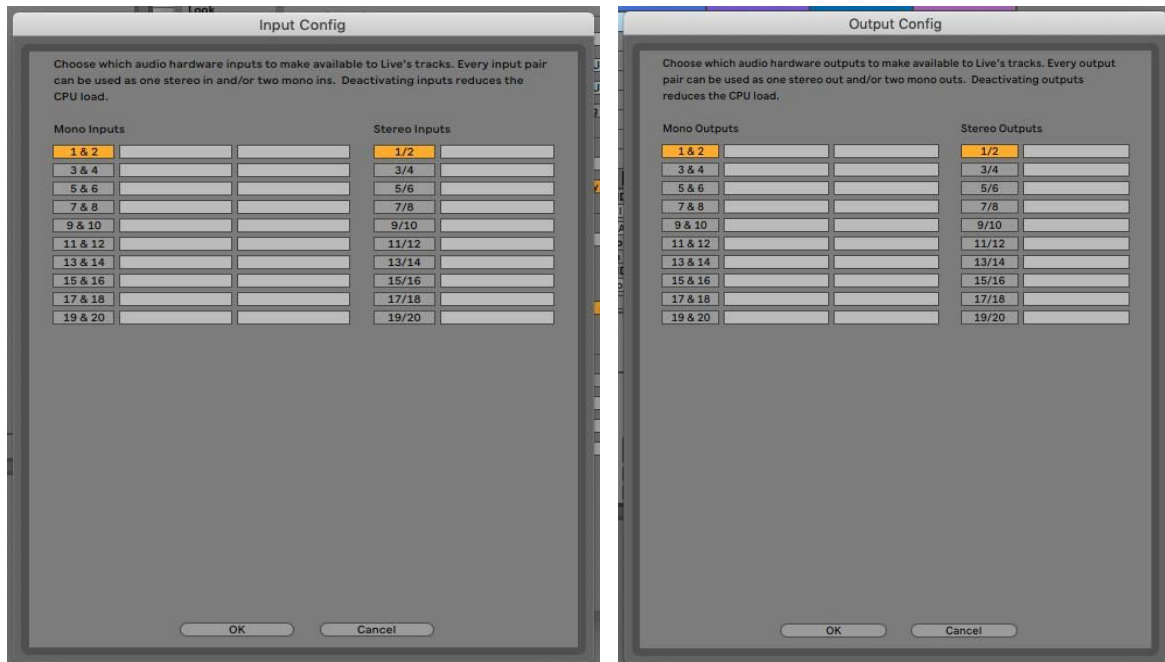 Look
Input Config
Choose which audio hardware inputs to make available to Live's tracks. Every input pair
can be used as one stereo in and/or two mono ins. Deactivating inputs reduces the
CPU load.
Mono Inputs Stereo Inputs
1 & 2 1/2
3 & 4 3/4
5 & 6 5/6
7 & 8 7/8
9 & 10 9/10
11 & 12 11/12
13 & 14 13/14
15 & 16 15/16
17 & 18 17/18
19 & 20 19/20
OK Cancel
Output Config
Choose which audio hardware outputs to make available to Live's tracks. Every output
pair can be used as one stereo out and/or two mono outs. Deactivating outputs
reduces the CPU load.
Mono Outputs Stereo Outputs
1 & 2 1/2
3 & 4 3/4
5 & 6 5/6
7 & 8 7/8
9 & 10 9/10
11 & 12 11/12
13 & 14 13/14
15 & 16 15/16
17 & 18 17/18
19 & 20 19/20
OK Cancel